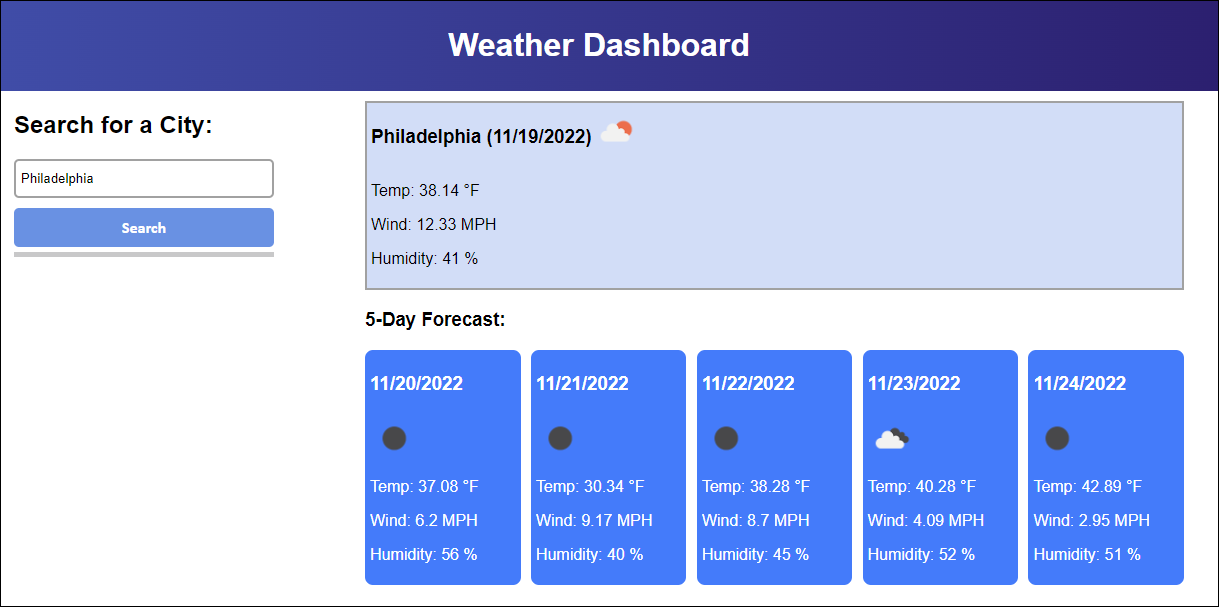 Weather Dashboard
Search for a City:
Philadelphia
Search
Philadelphia (11/19/2022)
Temp: 38.14 °F
Wind: 12.33 MPH
Humidity: 41 %
5-Day Forecast:
11/20/2022
Temp: 37.08 °F
Wind: 6.2 MPH
Humidity: 56 %
11/21/2022
Temp: 30.34 °F
Wind: 9.17 MPH
Humidity: 40 %
11/22/2022
Temp: 38.28 °F
Wind: 8.7 MPH
Humidity: 45 %
11/23/2022
Temp: 40.28 °F
Wind: 4.09 MPH
Humidity: 52 %
11/24/2022
Temp: 42.89 °F
Wind: 2.95 MPH
Humidity: 51 %